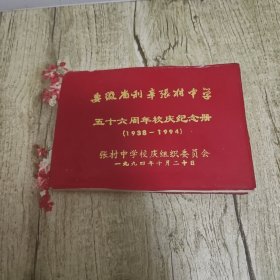 安徽省利辛张村中学
五十六周年校庆纪念册
(1938－1994)
张村中学校庆组织委员会
一九九四年十月二十日